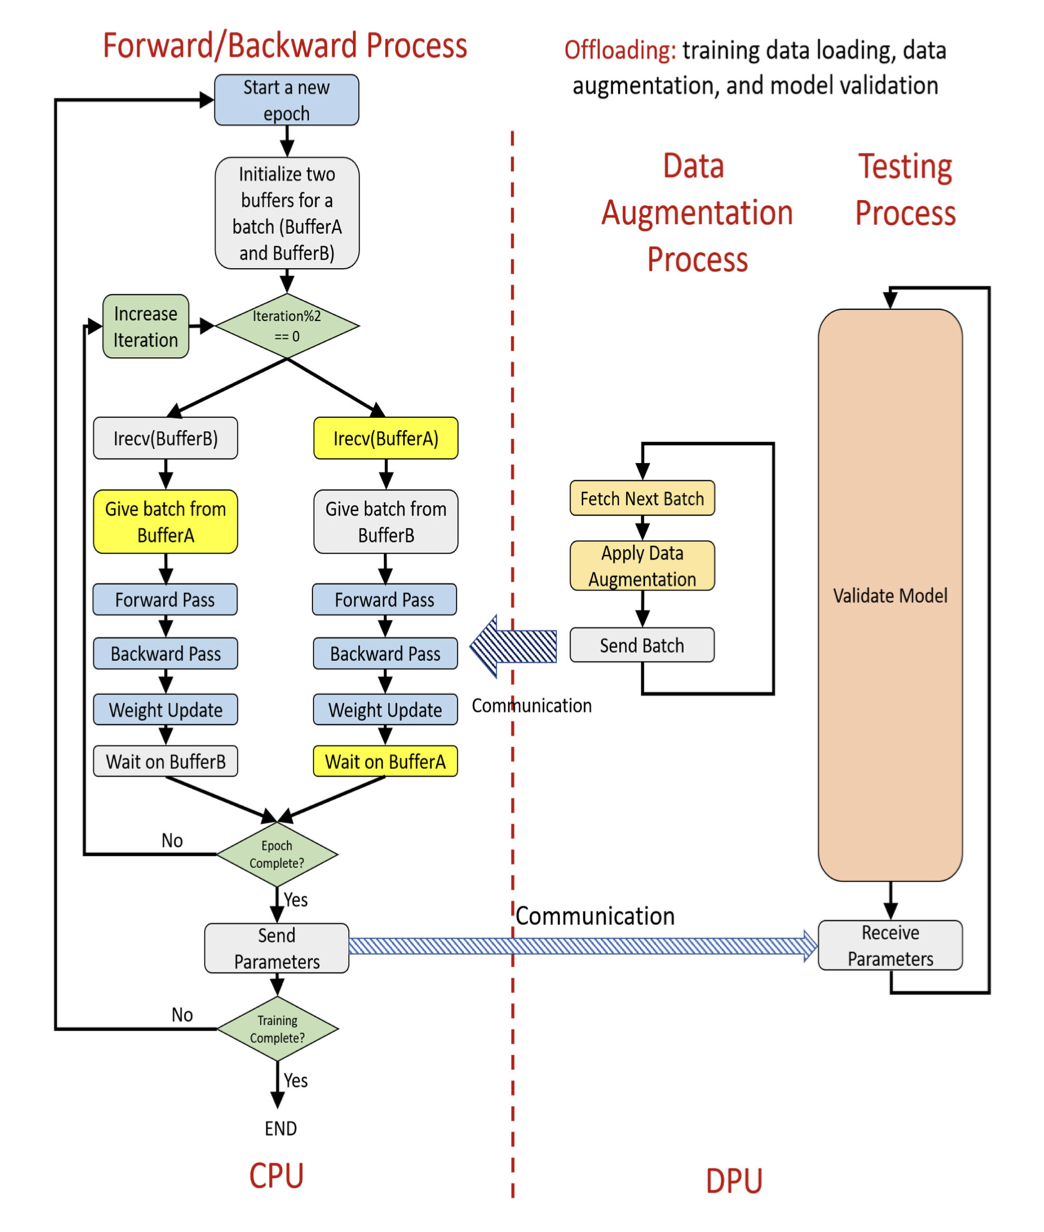 Forward/Backward Process
Offloading: training data loading, data
augmentation, and model validation
Start a new
epoch
Initialize two
buffers for a
batch (BufferA
and BufferB)
Increase
Iteration
Iteration%2
== 0
Irecv(BufferB)
Give batch from
BufferA
Forward Pass
Backward Pass
Weight Update
Wait on BufferB
Irecv(BufferA)
Give batch from
BufferB
Forward Pass
Backward Pass
Weight Update
Wait on BufferA
Epoch
Complete?
No
Yes
Send
Parameters
Training
Complete?
No
Yes
END
CPU
Communication
Communication
Data
Augmentation
Process
Fetch Next Batch
Apply Data
Augmentation
Send Batch
Testing
Process
Validate Model
Receive
Parameters
DPU